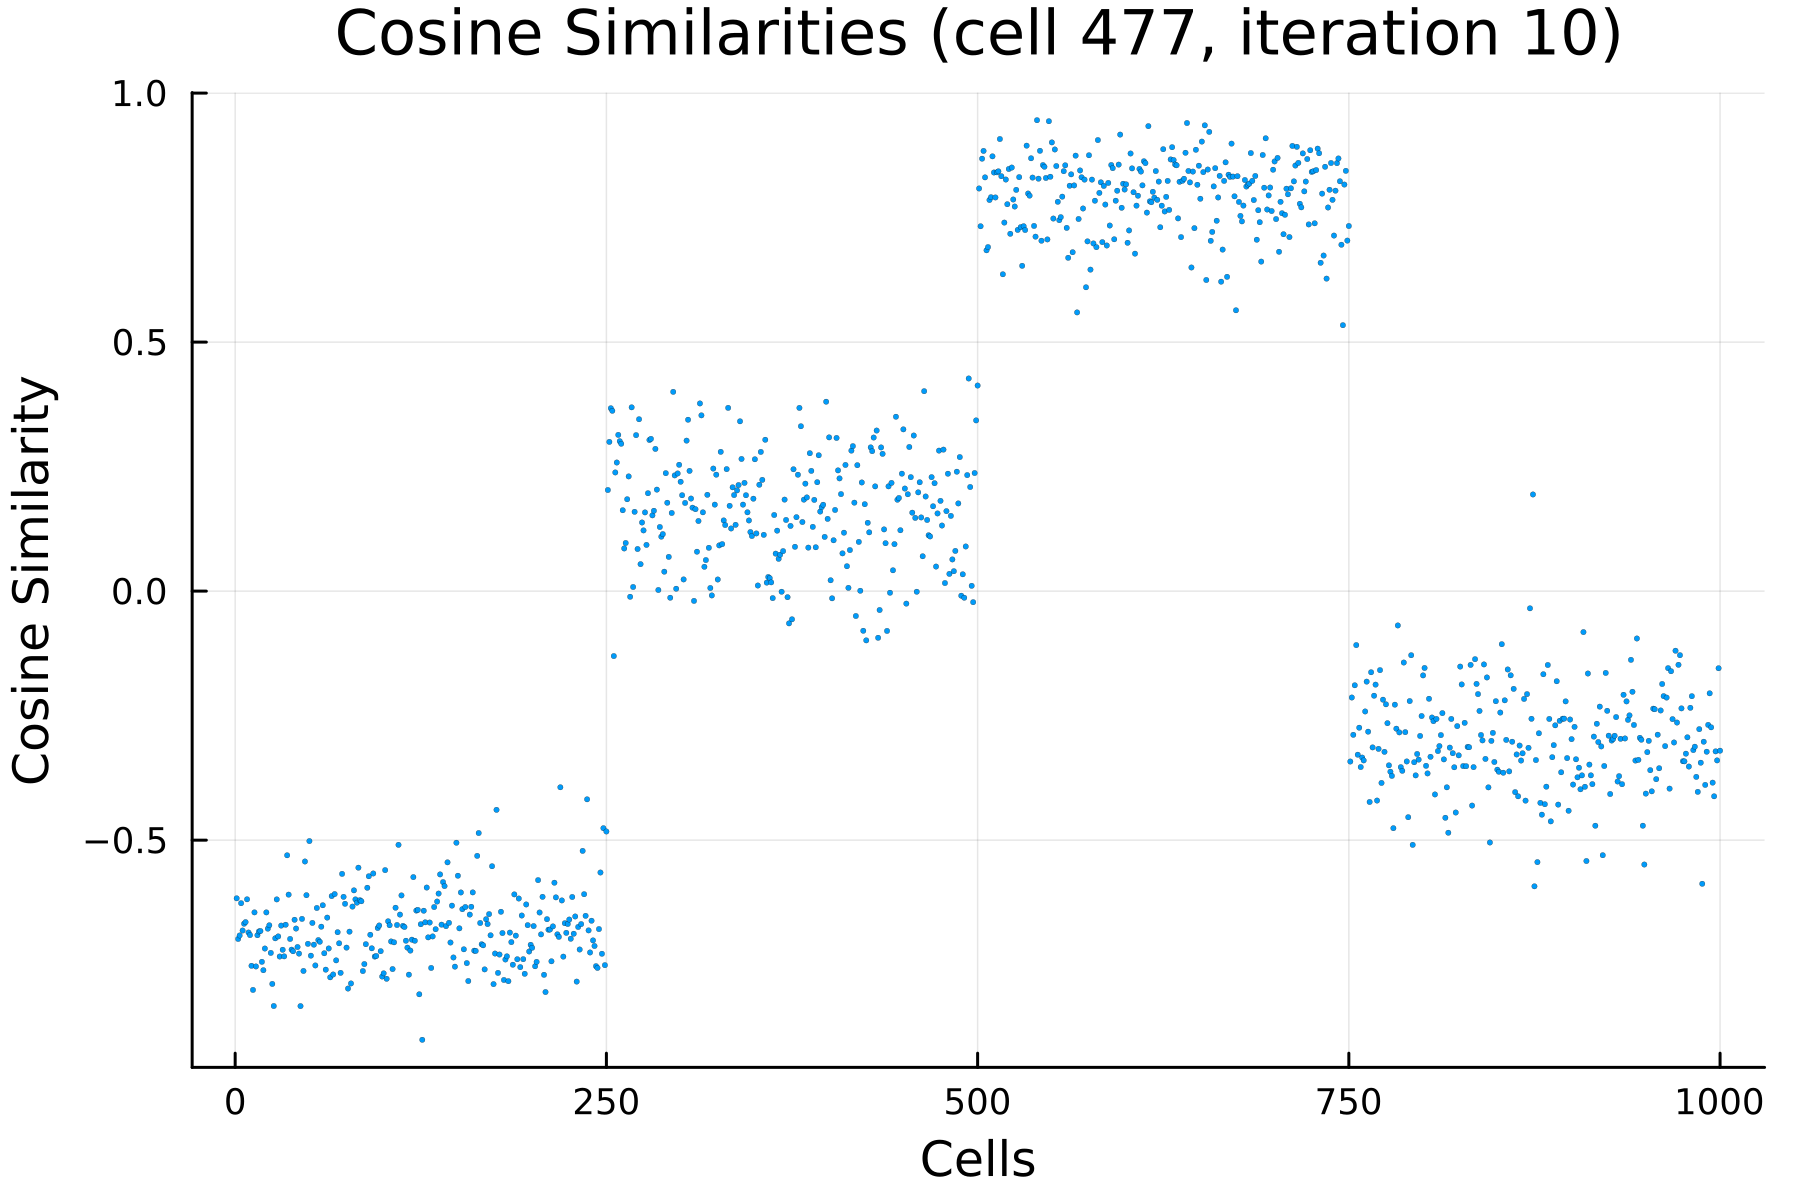 Cosine Similarities (cell 477, iteration 10)
1.0
0.5
0.0
−0.5
Cosine Similarity
0 250 500 750 1000
Cells